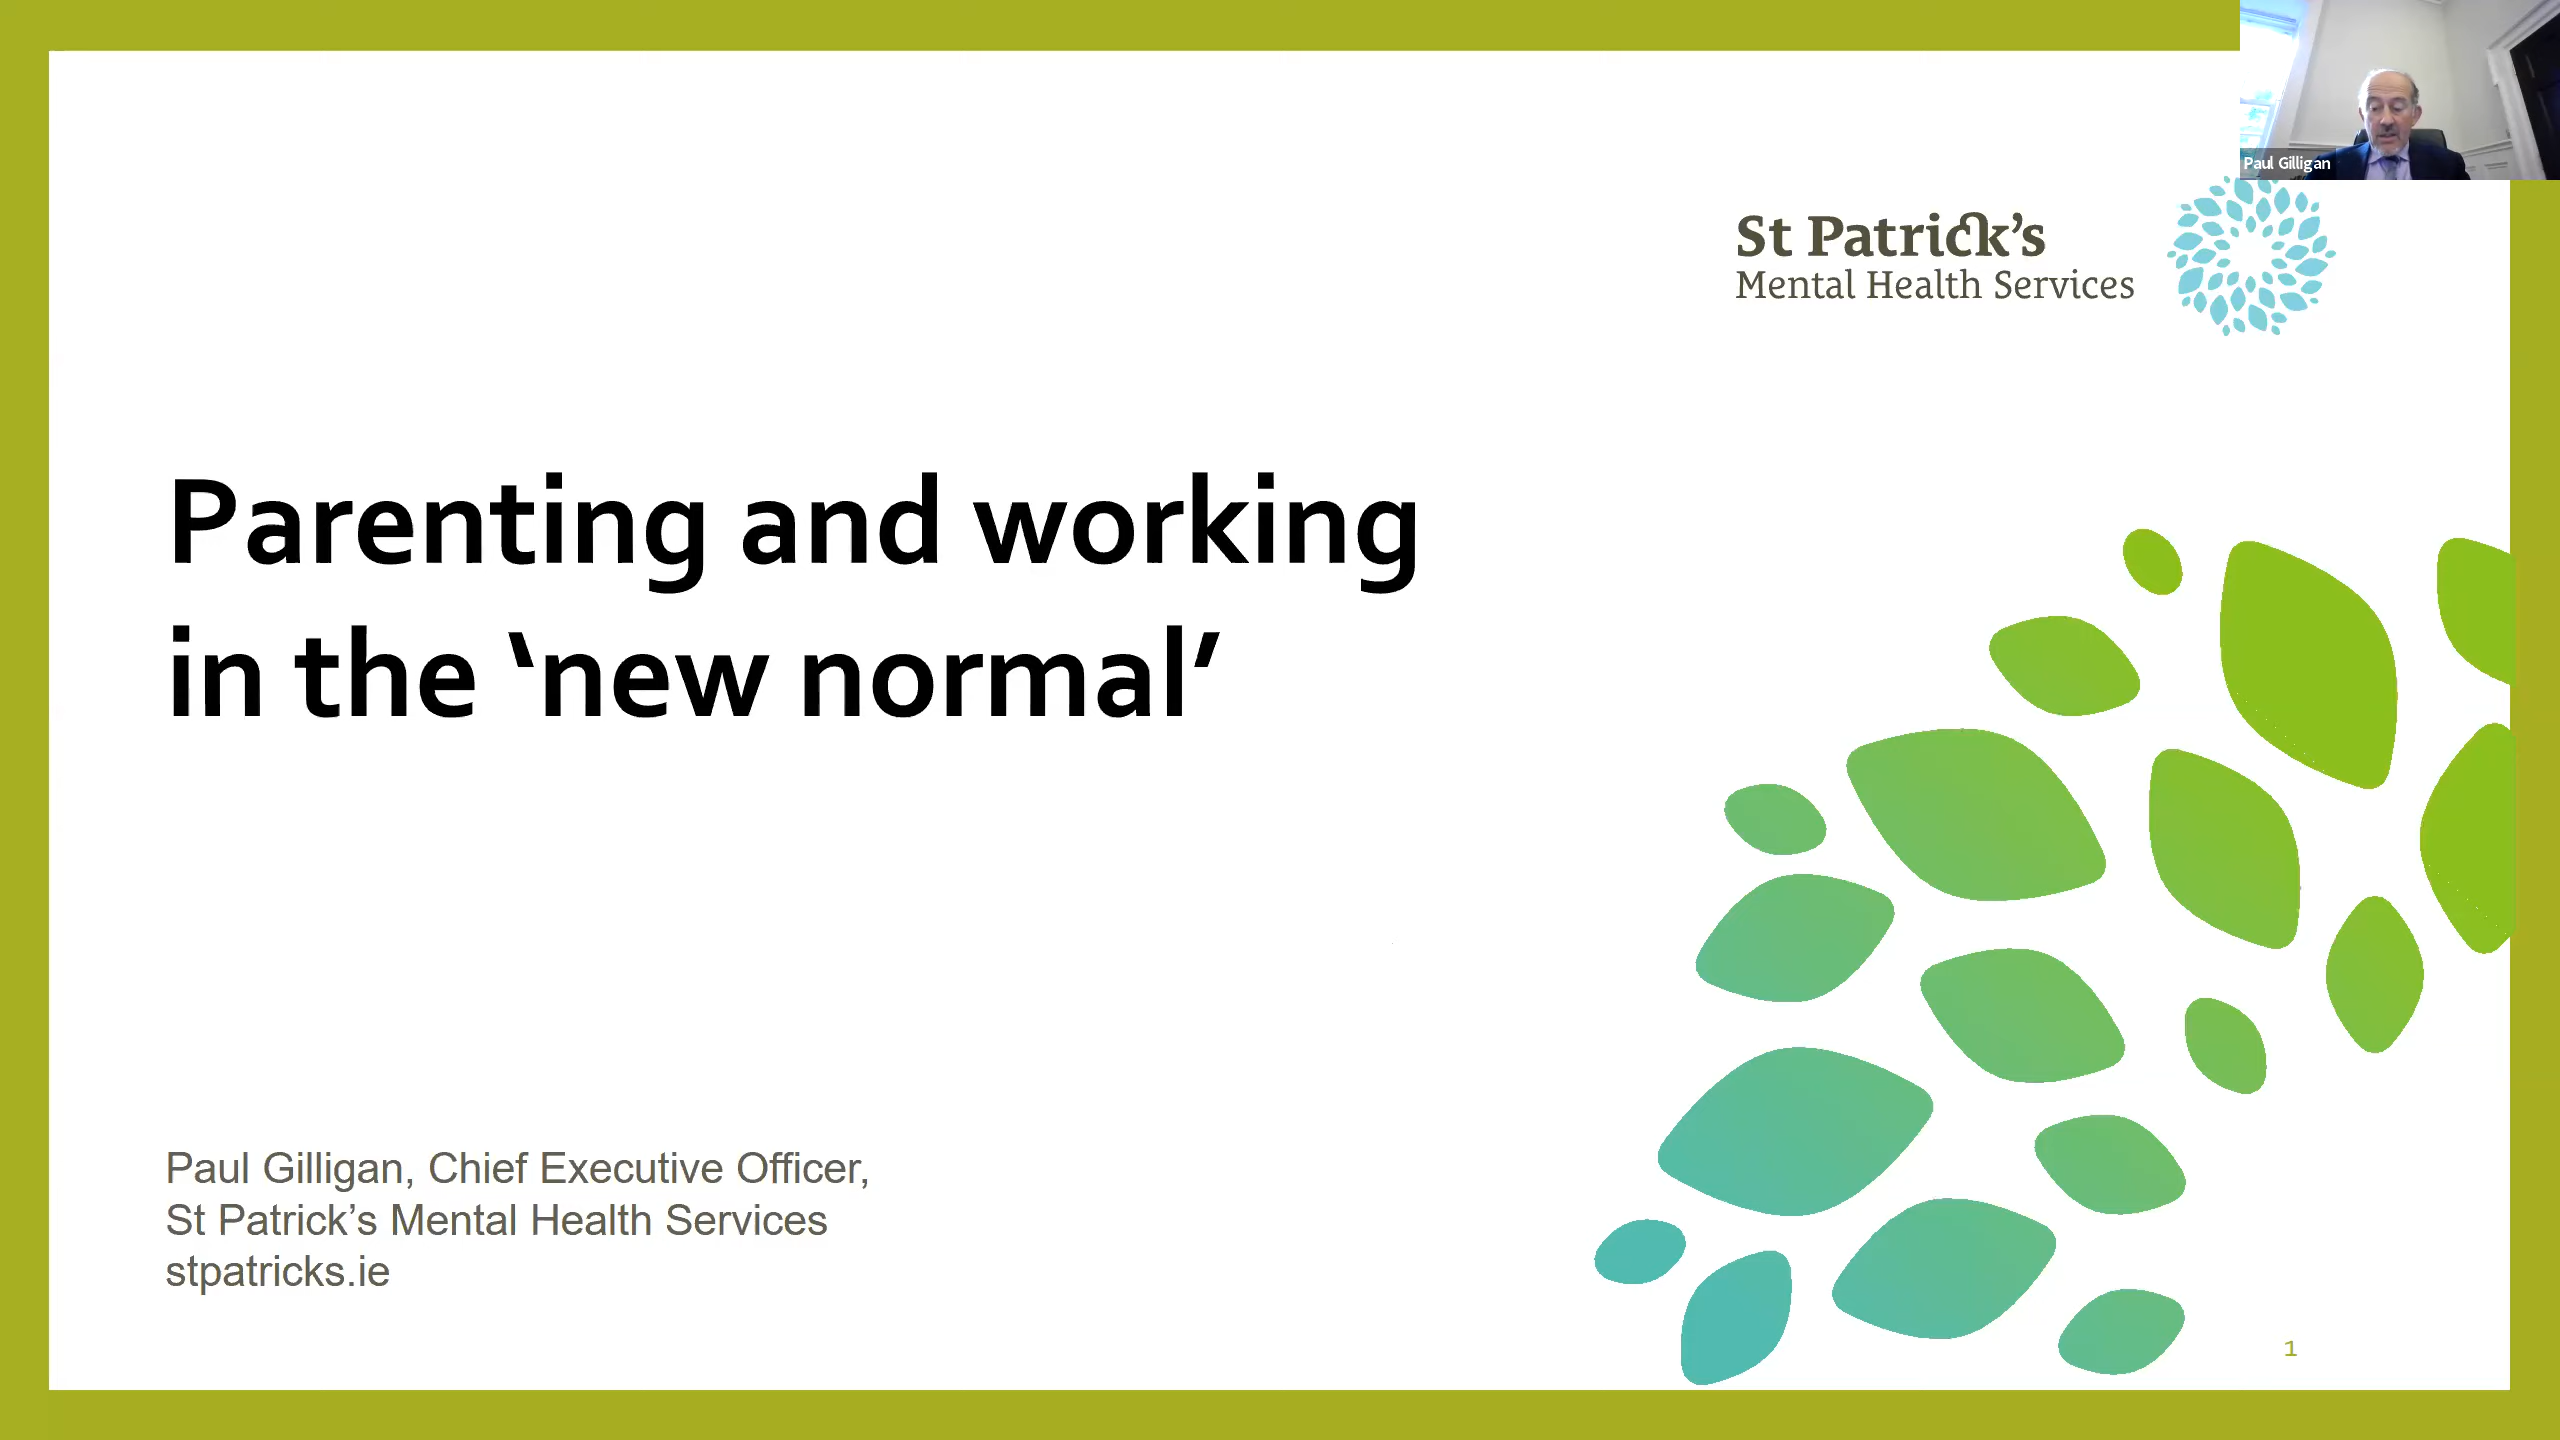 Paul Gilligan
St Patrick’s
Mental Health Services
Parenting and working
in the ‘new normal’
Paul Gilligan, Chief Executive Officer,
St Patrick’s Mental Health Services
stpatricks.ie
1